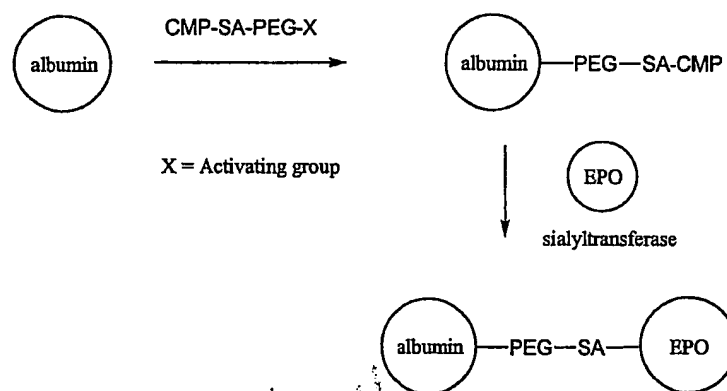 CMP-SA-PEG-X
albumin
albumin—PEG—SA-CMP
X = Activating group
EPO
sialyltransferase
albumin—PEG—SA—EPO